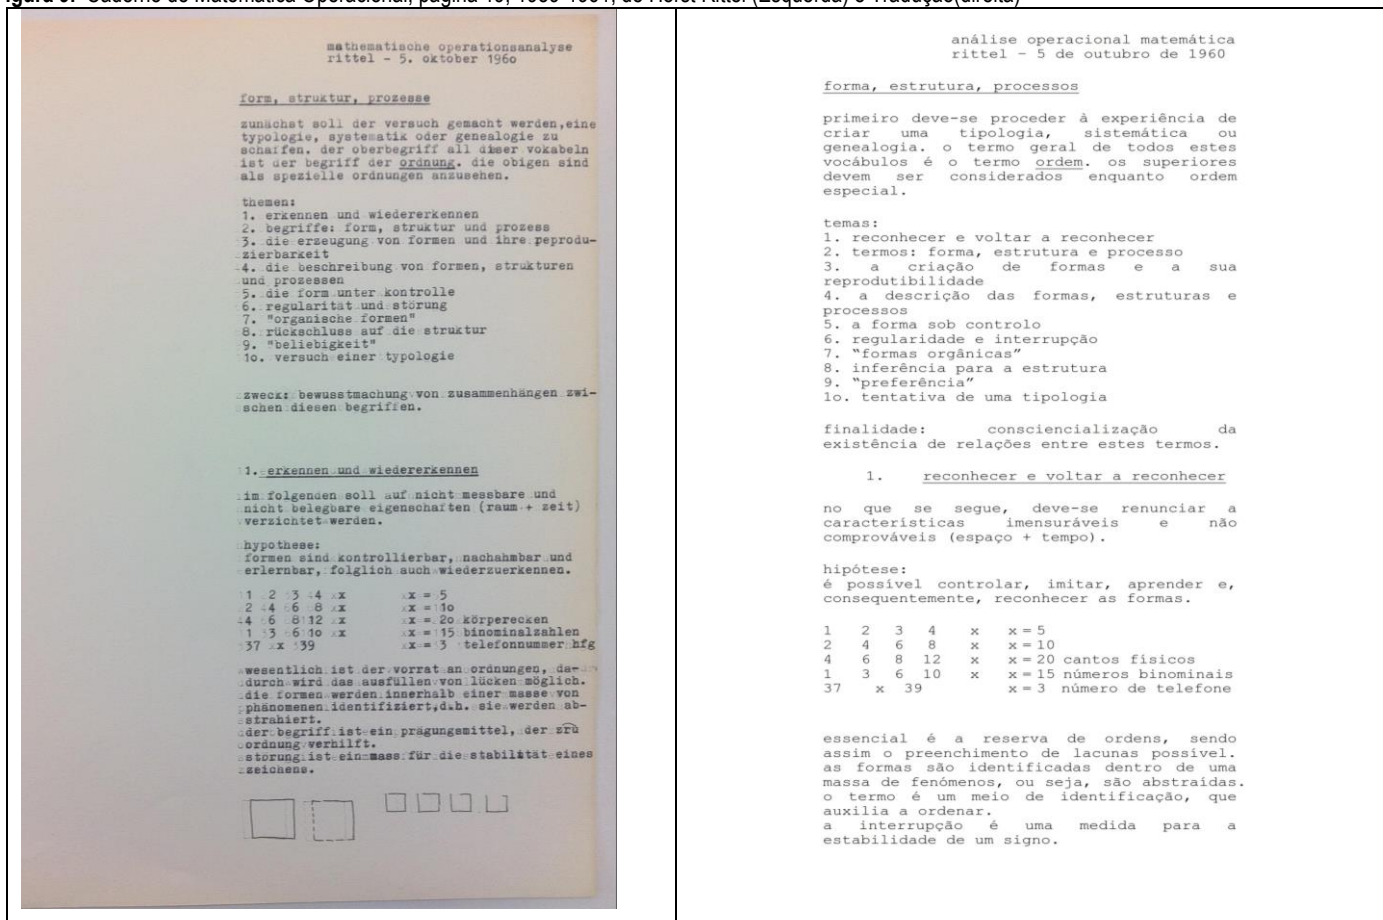 mathematische operationsanalyse
rittel - 5. oktober 196o
form, struktur, prozesse
zunächst soll der versuch gemacht werden,eine
typologie, systematik oder genealogie zu
schaffen. der oberbegriff all dieser vokabeln
ist der begriff der ordnung. die obigen sind
als spezielle ordnungen anzusehen.
themen:
1. erkennen und wiedererkennen
2. begriffe: form, struktur und prozess
3. die erzeugung von formen und ihre peprodu-
zierbarkeit
4. die beschreibung von formen, strukturen
und prozessen
5. die form unter kontrolle
6. regularität und störung
7. "organische formen"
8. rückschluss auf die struktur
9. "beliebigkeit"
1o. versuch einer typologie
zweck: bewusstmachung von zusammenhängen zwi-
schen diesen begriffen.
1. erkennen und wiedererkennen
im folgenden soll auf nicht messbare und
nicht belegbare eigenschaften (raum + zeit)
verzichtet werden.
hypothese:
formen sind kontrollierbar, nachahmbar und
erlernbar, folglich auch wiederzuerkennen.
1 2 3 4 x x = 5
2 4 6 8 x x = 1o
4 6 8 12 x x = 2o körperecken
1 3 6 1o x x = 15 binominalzahlen
37 x 39 x = 3 telefonnummer hfg
wesentlich ist der vorrat an ordnungen, da-
durch wird das ausfüllen von lücken möglich.
die formen werden innerhalb einer masse von
phänomenen identifiziert,d.h. sie werden ab-
strahiert.
der begriff ist ein prägungsmittel, der zru
ordnung verhilft.
störung ist ein mass für die stabilität eines
zeichens.
análise operacional matemática
rittel – 5 de outubro de 1960
forma, estrutura, processos
primeiro deve-se proceder à experiência de
criar uma tipologia, sistemática ou
genealogia. o termo geral de todos estes
vocábulos é o termo ordem. os superiores
devem ser considerados enquanto ordem
especial.
temas:
1. reconhecer e voltar a reconhecer
2. termos: forma, estrutura e processo
3. a criação de formas e a sua
reprodutibilidade
4. a descrição das formas, estruturas e
processos
5. a forma sob controlo
6. regularidade e interrupção
7. “formas orgânicas”
8. inferência para a estrutura
9. “preferência”
1o. tentativa de uma tipologia
finalidade: consciencialização da
existência de relações entre estes termos.
1. reconhecer e voltar a reconhecer
no que se segue, deve-se renunciar a
características imensuráveis e não
comprováveis (espaço + tempo).
hipótese:
é possível controlar, imitar, aprender e,
consequentemente, reconhecer as formas.
1 2 3 4 x x = 5
2 4 6 8 x x = 10
4 6 8 12 x x = 20 cantos físicos
1 3 6 10 x x = 15 números binominais
37 x 39 x = 3 número de telefone
essencial é a reserva de ordens, sendo
assim o preenchimento de lacunas possível.
as formas são identificadas dentro de uma
massa de fenómenos, ou seja, são abstraídas.
o termo é um meio de identificação, que
auxilia a ordenar.
a interrupção é uma medida para a
estabilidade de um signo.